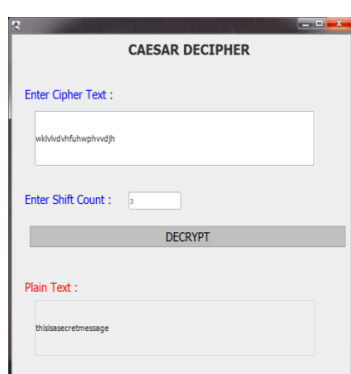 CAESAR DECIPHER
Enter Cipher Text :
wklvlvdvhfuhwphvvdjh
Enter Shift Count :
3
DECRYPT
Plain Text :
thisisasecretmessage